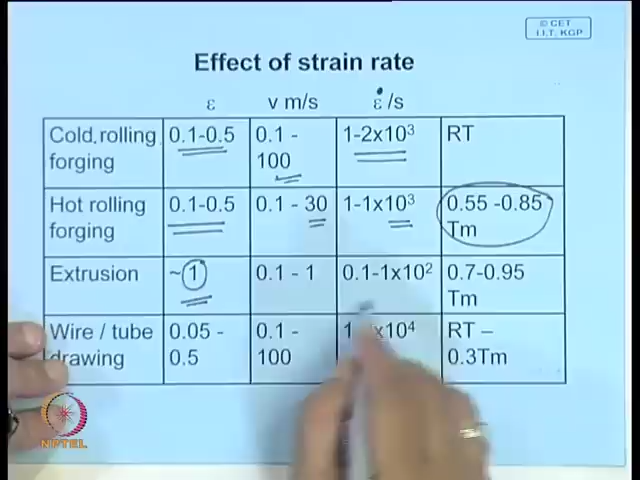 © CET
I.I.T. KGP
Effect of strain rate
ε v m/s ε̇ /s
Cold rolling forging 0.1-0.5 0.1 - 100 1-2x10³ RT
Hot rolling forging 0.1-0.5 0.1 - 30 1-1x10³ 0.55 -0.85 Tm
Extrusion ~1 0.1 - 1 0.1-1x10² 0.7-0.95 Tm
Wire / tube drawing 0.05 - 0.5 0.1 - 100 x10⁴ RT – 0.3Tm
NPTEL